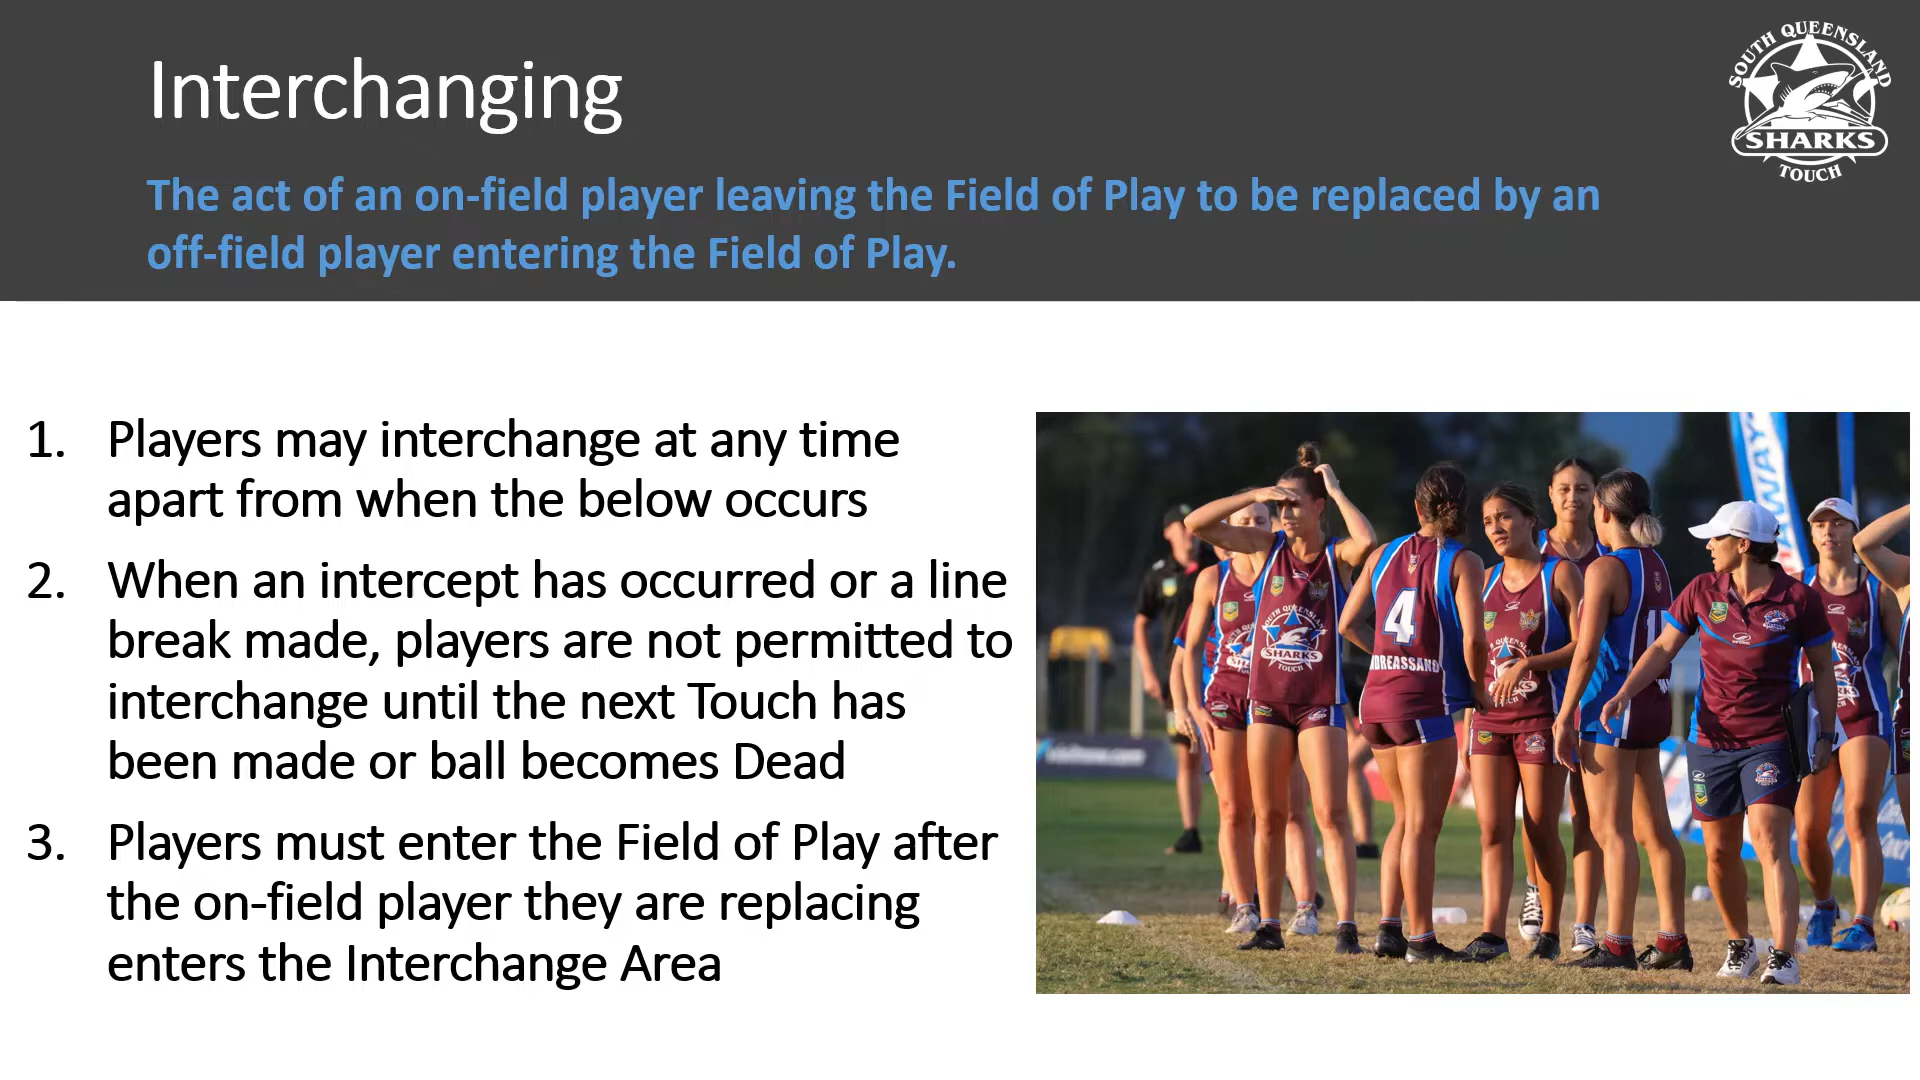 Interchanging
SOUTH QUEENSLAND
SHARKS
TOUCH
The act of an on-field player leaving the Field of Play to be replaced by an
off-field player entering the Field of Play.
1. Players may interchange at any time
apart from when the below occurs
2. When an intercept has occurred or a line
break made, players are not permitted to
interchange until the next Touch has
been made or ball becomes Dead
3. Players must enter the Field of Play after
the on-field player they are replacing
enters the Interchange Area
SOUTH QUEENSLAND
SHARKS
TOUCH
4